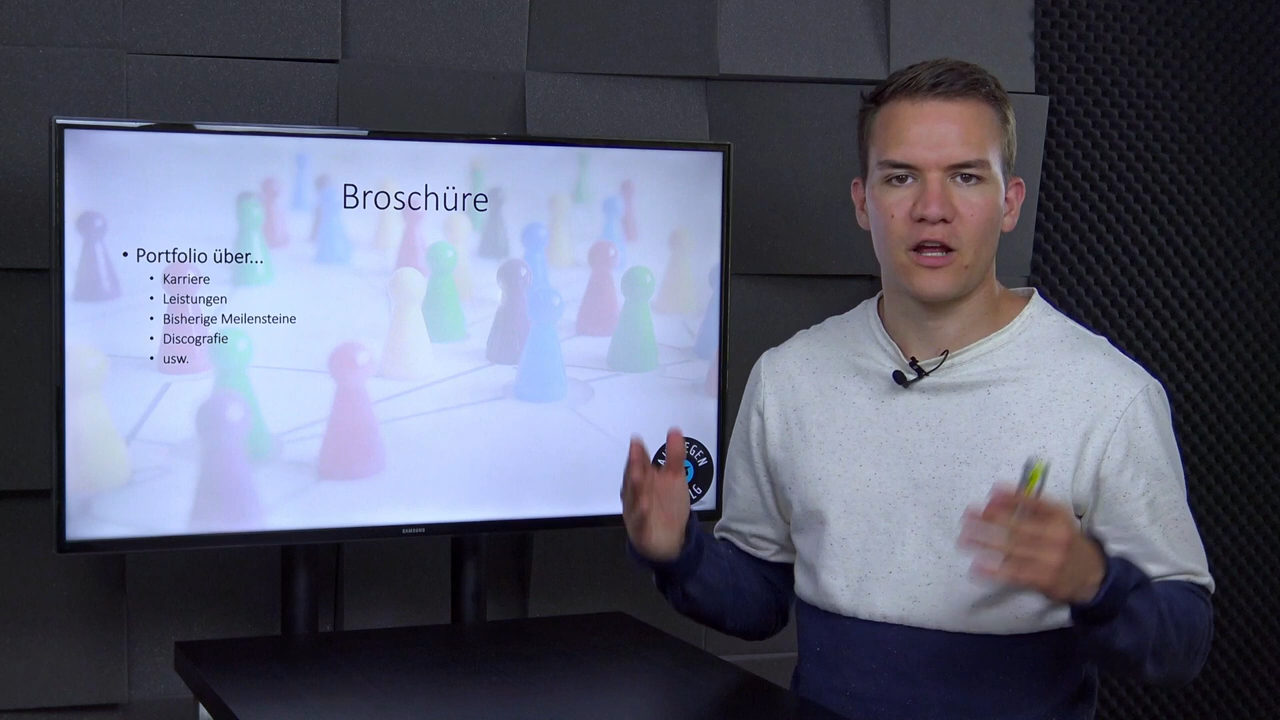 Broschüre
• Portfolio über...
• Karriere
• Leistungen
• Bisherige Meilensteine
• Discografie
• usw.
SAMSUNG